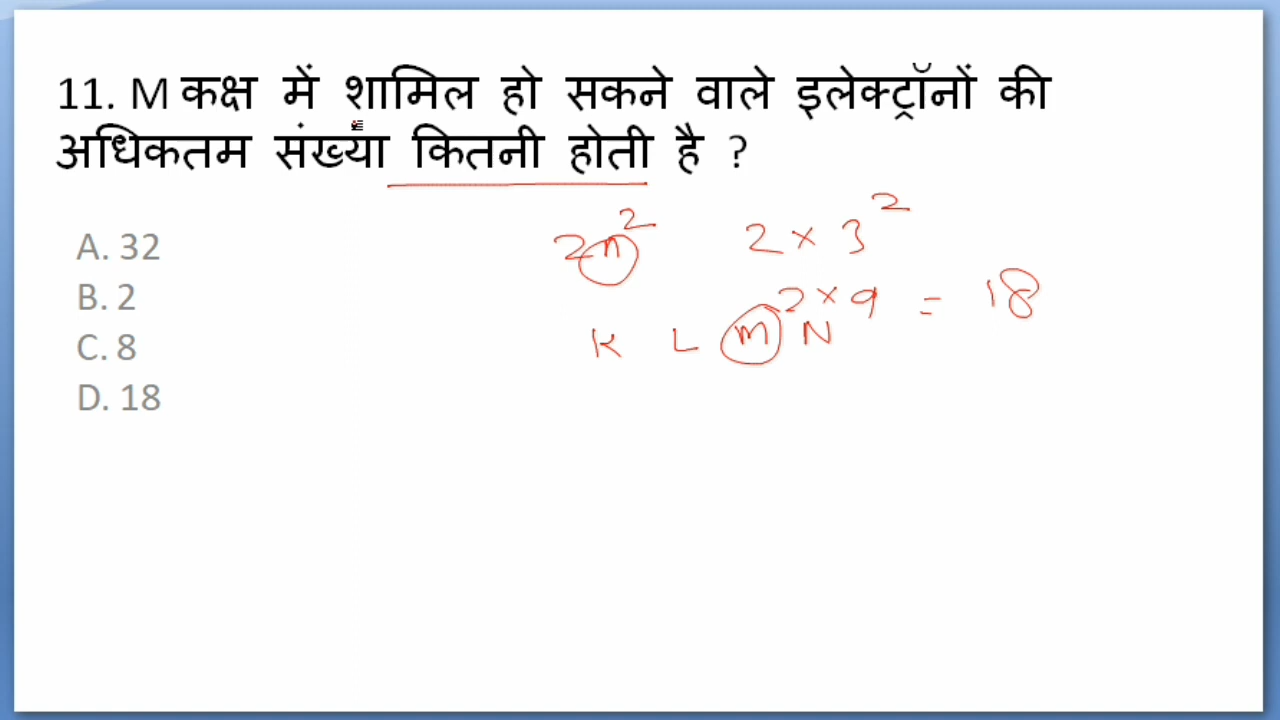 11. M कक्ष में शामिल हो सकने वाले इलेक्ट्रॉनों की
अधिकतम संख्या कितनी होती है ?
A. 32
B. 2
C. 8
D. 18
2n² 2 × 3²
2 × 9 = 18
K L m N